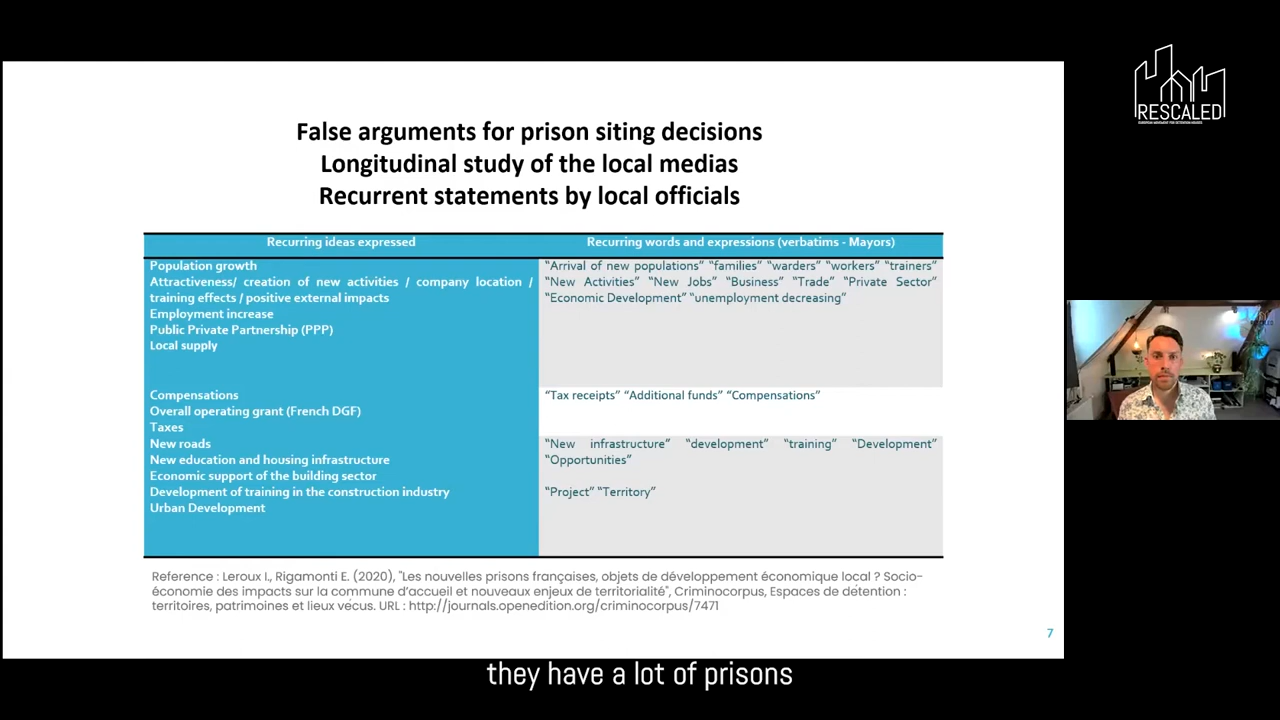 False arguments for prison siting decisions
Longitudinal study of the local medias
Recurrent statements by local officials
Recurring ideas expressed
Recurring words and expressions (verbatims - Mayors)
Population growth
Attractiveness/ creation of new activities / company location /
training effects / positive external impacts
Employment increase
Public Private Partnership (PPP)
Local supply
“Arrival of new populations” “families” “warders” “workers” “trainers”
“New Activities” “New Jobs” “Business” “Trade” “Private Sector”
“Economic Development” “unemployment decreasing”
Compensations
Overall operating grant (French DGF)
Taxes
“Tax receipts” “Additional funds” “Compensations”
New roads
New education and housing infrastructure
Economic support of the building sector
Development of training in the construction industry
Urban Development
“New infrastructure” “development” “training” “Development”
“Opportunities”
“Project” “Territory”
Reference : Leroux I., Rigamonti E. (2020), "Les nouvelles prisons françaises, objets de développement économique local ? Socio-
économie des impacts sur la commune d’accueil et nouveaux enjeux de territorialité", Criminocorpus, Espaces de détention :
territoires, patrimoines et lieux vécus. URL : http://journals.openedition.org/criminocorpus/7471
7
RESCALED
EUROPEAN MOVEMENT FOR DETENTION HOUSES
RESCALED
they have a lot of prisons